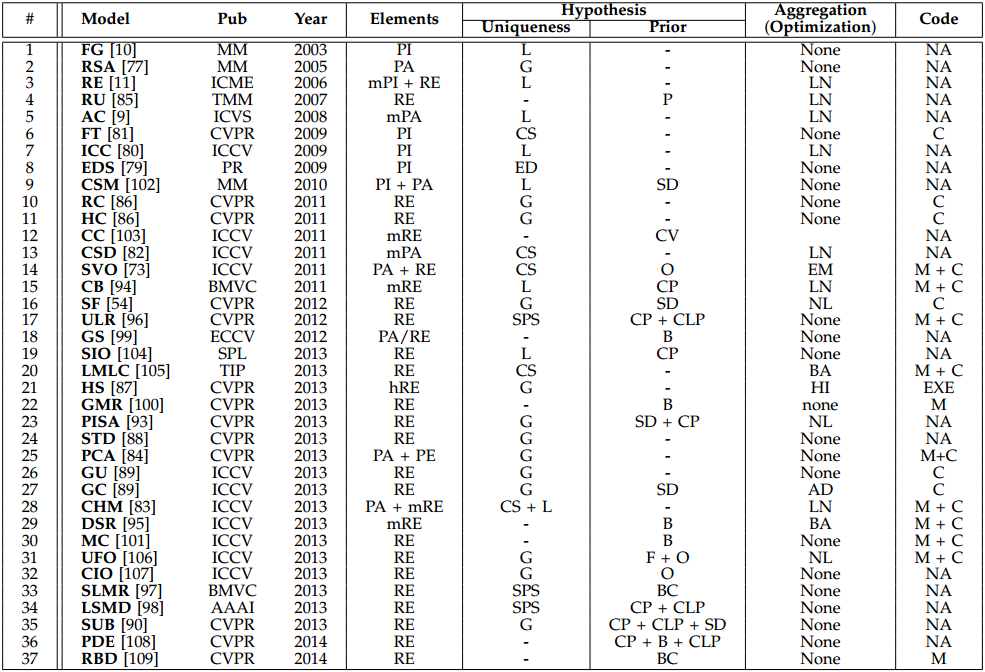 # Model Pub Year Elements Hypothesis Aggregation (Optimization) Code
Uniqueness Prior
1 FG [10] MM 2003 PI L - None NA
2 RSA [77] MM 2005 PA G - None NA
3 RE [11] ICME 2006 mPI + RE L - LN NA
4 RU [85] TMM 2007 RE - P LN NA
5 AC [9] ICVS 2008 mPA L - LN NA
6 FT [81] CVPR 2009 PI CS - None C
7 ICC [80] ICCV 2009 PI L - LN NA
8 EDS [79] PR 2009 PI ED - None NA
9 CSM [102] MM 2010 PI + PA L SD None NA
10 RC [86] CVPR 2011 RE G - None C
11 HC [86] CVPR 2011 RE G - None C
12 CC [103] ICCV 2011 mRE - CV NA
13 CSD [82] ICCV 2011 mPA CS - LN NA
14 SVO [73] ICCV 2011 PA + RE CS O EM M + C
15 CB [94] BMVC 2011 mRE L CP LN M + C
16 SF [54] CVPR 2012 RE G SD NL C
17 ULR [96] CVPR 2012 RE SPS CP + CLP None M + C
18 GS [99] ECCV 2012 PA/RE - B None NA
19 SIO [104] SPL 2013 RE L CP None NA
20 LMLC [105] TIP 2013 RE CS - BA M + C
21 HS [87] CVPR 2013 hRE G - HI EXE
22 GMR [100] CVPR 2013 RE - B none M
23 PISA [93] CVPR 2013 RE G SD + CP NL NA
24 STD [88] CVPR 2013 RE G - None NA
25 PCA [84] CVPR 2013 PA + PE G - None M+C
26 GU [89] ICCV 2013 RE G - None C
27 GC [89] ICCV 2013 RE G SD AD C
28 CHM [83] ICCV 2013 PA + mRE CS + L - LN M + C
29 DSR [95] ICCV 2013 mRE - B BA M + C
30 MC [101] ICCV 2013 RE - B None M + C
31 UFO [106] ICCV 2013 RE G F + O NL M + C
32 CIO [107] ICCV 2013 RE G O None NA
33 SLMR [97] BMVC 2013 RE SPS BC None NA
34 LSMD [98] AAAI 2013 RE SPS CP + CLP None NA
35 SUB [90] CVPR 2013 RE G CP + CLP + SD None NA
36 PDE [108] CVPR 2014 RE - CP + B + CLP None NA
37 RBD [109] CVPR 2014 RE - BC None M